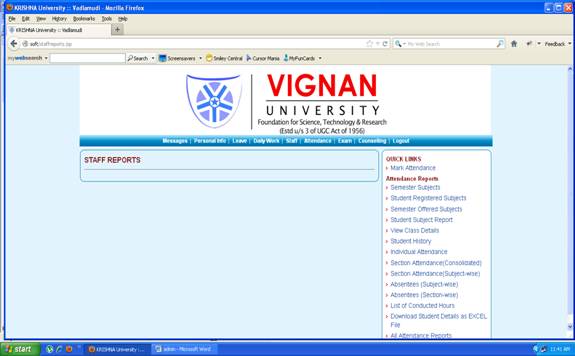 KRISHNA University :: Vadlamudi - Mozilla Firefox
File Edit View History Bookmarks Tools Help
KRISHNA University :: Vadlamudi
soft/staffreports.jsp
My Web Search
Feedback
mywebsearch
Search
Screensavers
Smiley Central
Cursor Mania
MyFunCards
VIGNAN
UNIVERSITY
Foundation for Science, Technology & Research
(Estd u/s 3 of UGC Act of 1956)
Messages | Personal Info | Leave | Daily Work | Staff | Attendance | Exam | Counselling | Logout
STAFF REPORTS
QUICK LINKS
Mark Attendance
Attendance Reports
Semester Subjects
Student Registered Subjects
Semester Offered Subjects
Student Subject Report
View Class Details
Student History
Individual Attendance
Section Attendance(Consolidated)
Section Attendance(Subject-wise)
Absentees (Subject-wise)
Absentees (Section-wise)
List of Conducted Hours
Download Student Details as EXCEL
File
All Attendance Reports
start
KRISHNA University :...
admin - Microsoft Word
11:41 AM